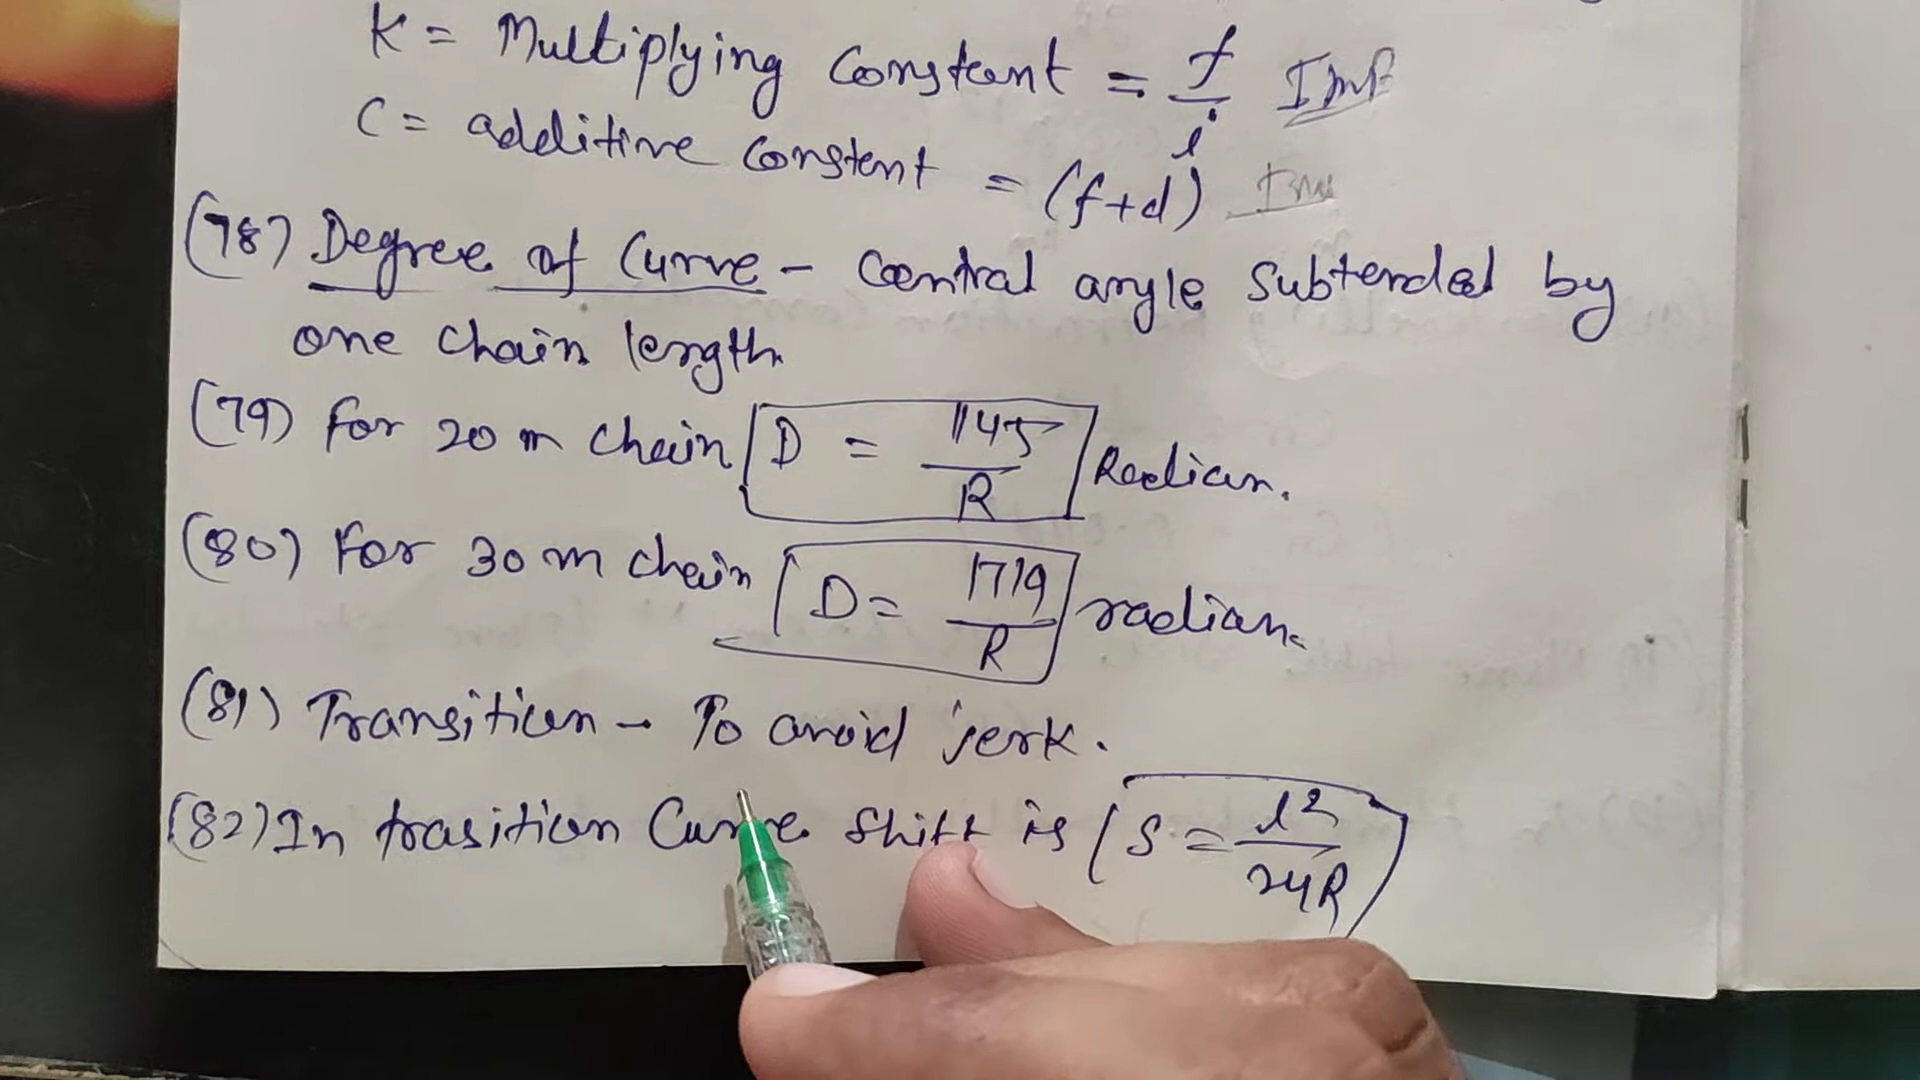 K = Multiplying Constant = f/i Imp
C = additive Constent = (f+d) Imp
(78) Degree of Curve - Central angle Subtended by
one Chain length
(79) For 20 m Chain D = 1145/R Radian.
(80) For 30 m chain D = 1719/R radian.
(81) Transition - To avoid jerk.
(82) In trasition Curve Shift is S = l²/24R